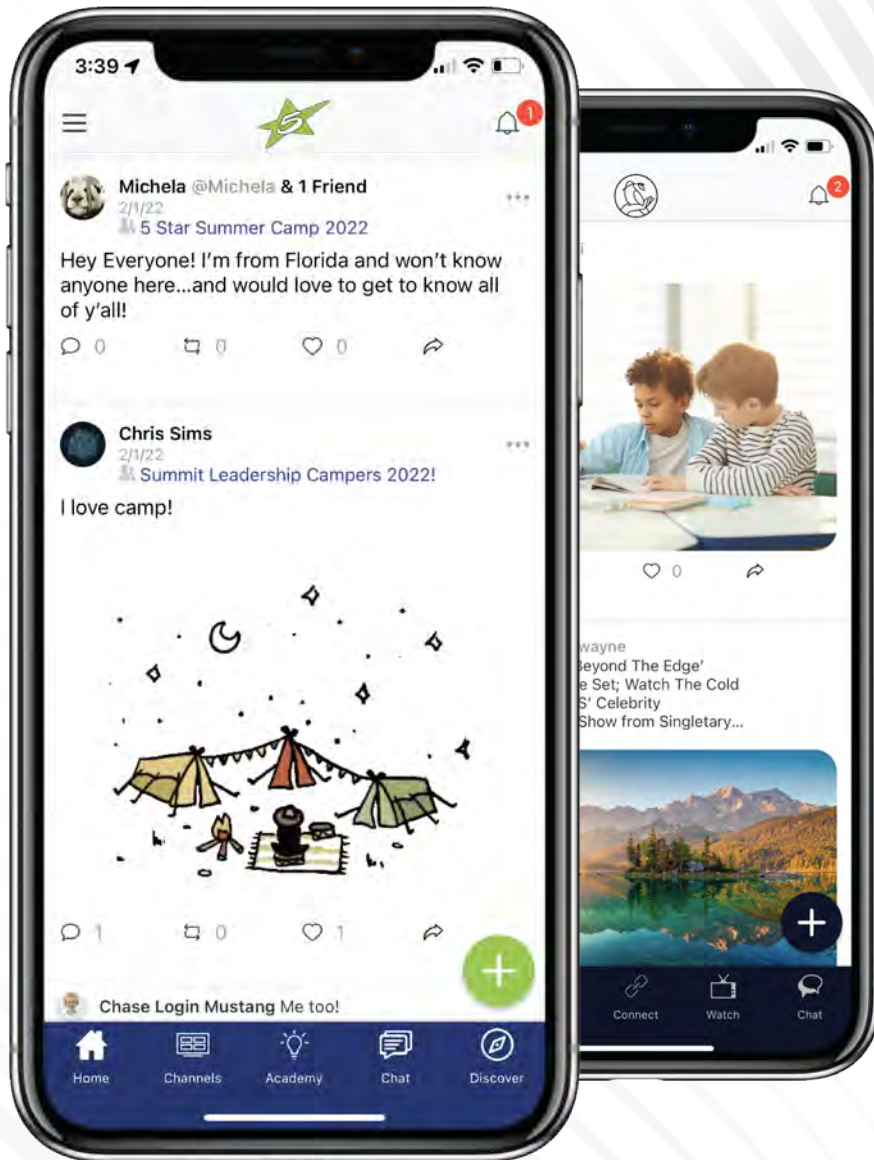 3:39
5
1
Michela @Michela & 1 Friend
2/1/22
5 Star Summer Camp 2022
Hey Everyone! I'm from Florida and won't know
anyone here...and would love to get to know all
of y'all!
0 0 0
Chris Sims
2/1/22
Summit Leadership Campers 2022!
I love camp!
1 0 1
Chase Login Mustang Me too!
Home Channels Academy Chat Discover
2
i
0
wayne
Beyond The Edge'
e Set; Watch The Cold
S' Celebrity
Show from Singletary...
Connect Watch Chat